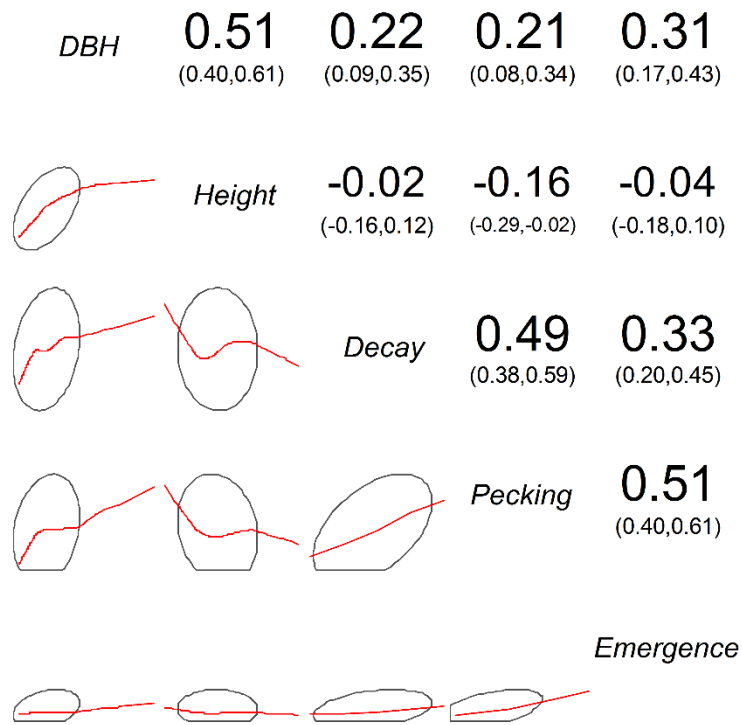 DBH 0.51 0.22 0.21 0.31
(0.40,0.61) (0.09,0.35) (0.08,0.34) (0.17,0.43)
Height -0.02 -0.16 -0.04
(-0.16,0.12) (-0.29,-0.02) (-0.18,0.10)
Decay 0.49 0.33
(0.38,0.59) (0.20,0.45)
Pecking 0.51
(0.40,0.61)
Emergence